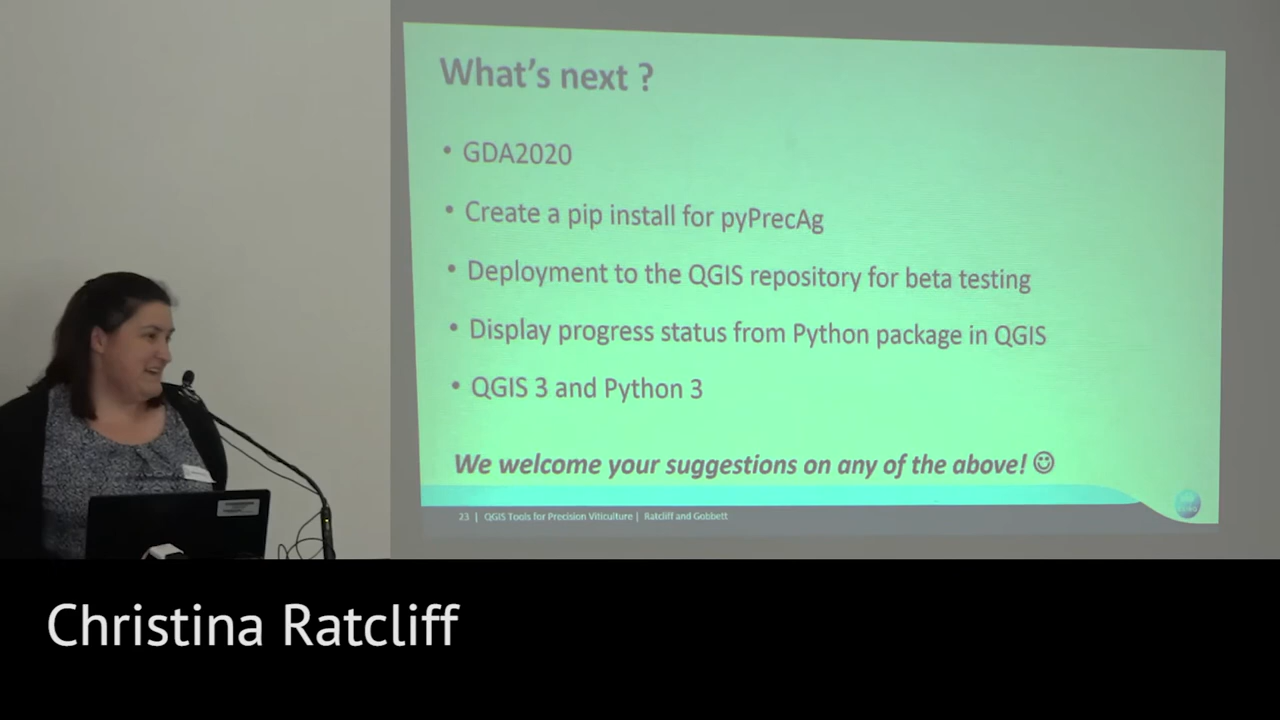 What's next ?
• GDA2020
• Create a pip install for pyPrecAg
• Deployment to the QGIS repository for beta testing
• Display progress status from Python package in QGIS
• QGIS 3 and Python 3
We welcome your suggestions on any of the above! ☺
23 | QGIS Tools for Precision Viticulture | Ratcliff and Gobbett
Christina Ratcliff